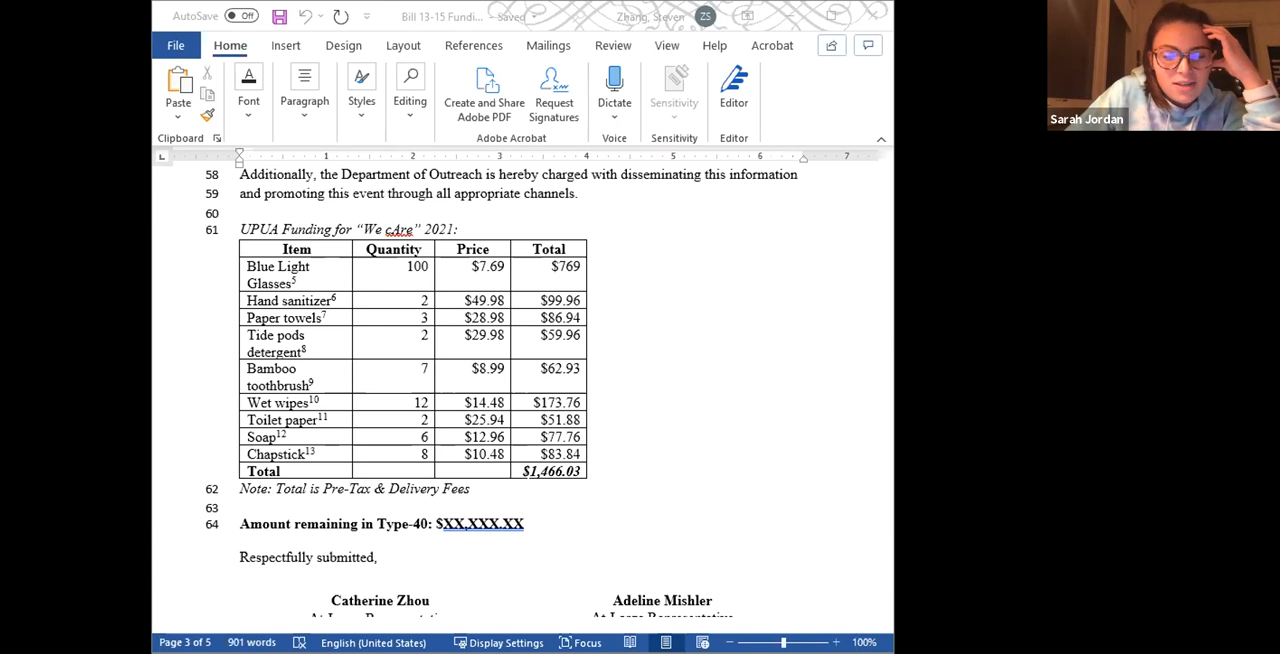 AutoSave Off Bill 13-15 Fundi... - Saved Zhang, Steven ZS
File Home Insert Design Layout References Mailings Review View Help Acrobat
Paste Font Paragraph Styles Editing Create and Share Adobe PDF Request Signatures Dictate Sensitivity Editor
Clipboard Adobe Acrobat Voice Sensitivity Editor
Sarah Jordan
1 2 3 4 5 6 7
58 Additionally, the Department of Outreach is hereby charged with disseminating this information
59 and promoting this event through all appropriate channels.
60
61 UPUA Funding for “We cAre” 2021:
Item Quantity Price Total
Blue Light Glasses5 100 $7.69 $769
Hand sanitizer6 2 $49.98 $99.96
Paper towels7 3 $28.98 $86.94
Tide pods detergent8 2 $29.98 $59.96
Bamboo toothbrush9 7 $8.99 $62.93
Wet wipes10 12 $14.48 $173.76
Toilet paper11 2 $25.94 $51.88
Soap12 6 $12.96 $77.76
Chapstick13 8 $10.48 $83.84
Total $1,466.03
62 Note: Total is Pre-Tax & Delivery Fees
63
64 Amount remaining in Type-40: $XX,XXX.XX
Respectfully submitted,
Catherine Zhou Adeline Mishler
Page 3 of 5 901 words English (United States) Display Settings Focus 100%